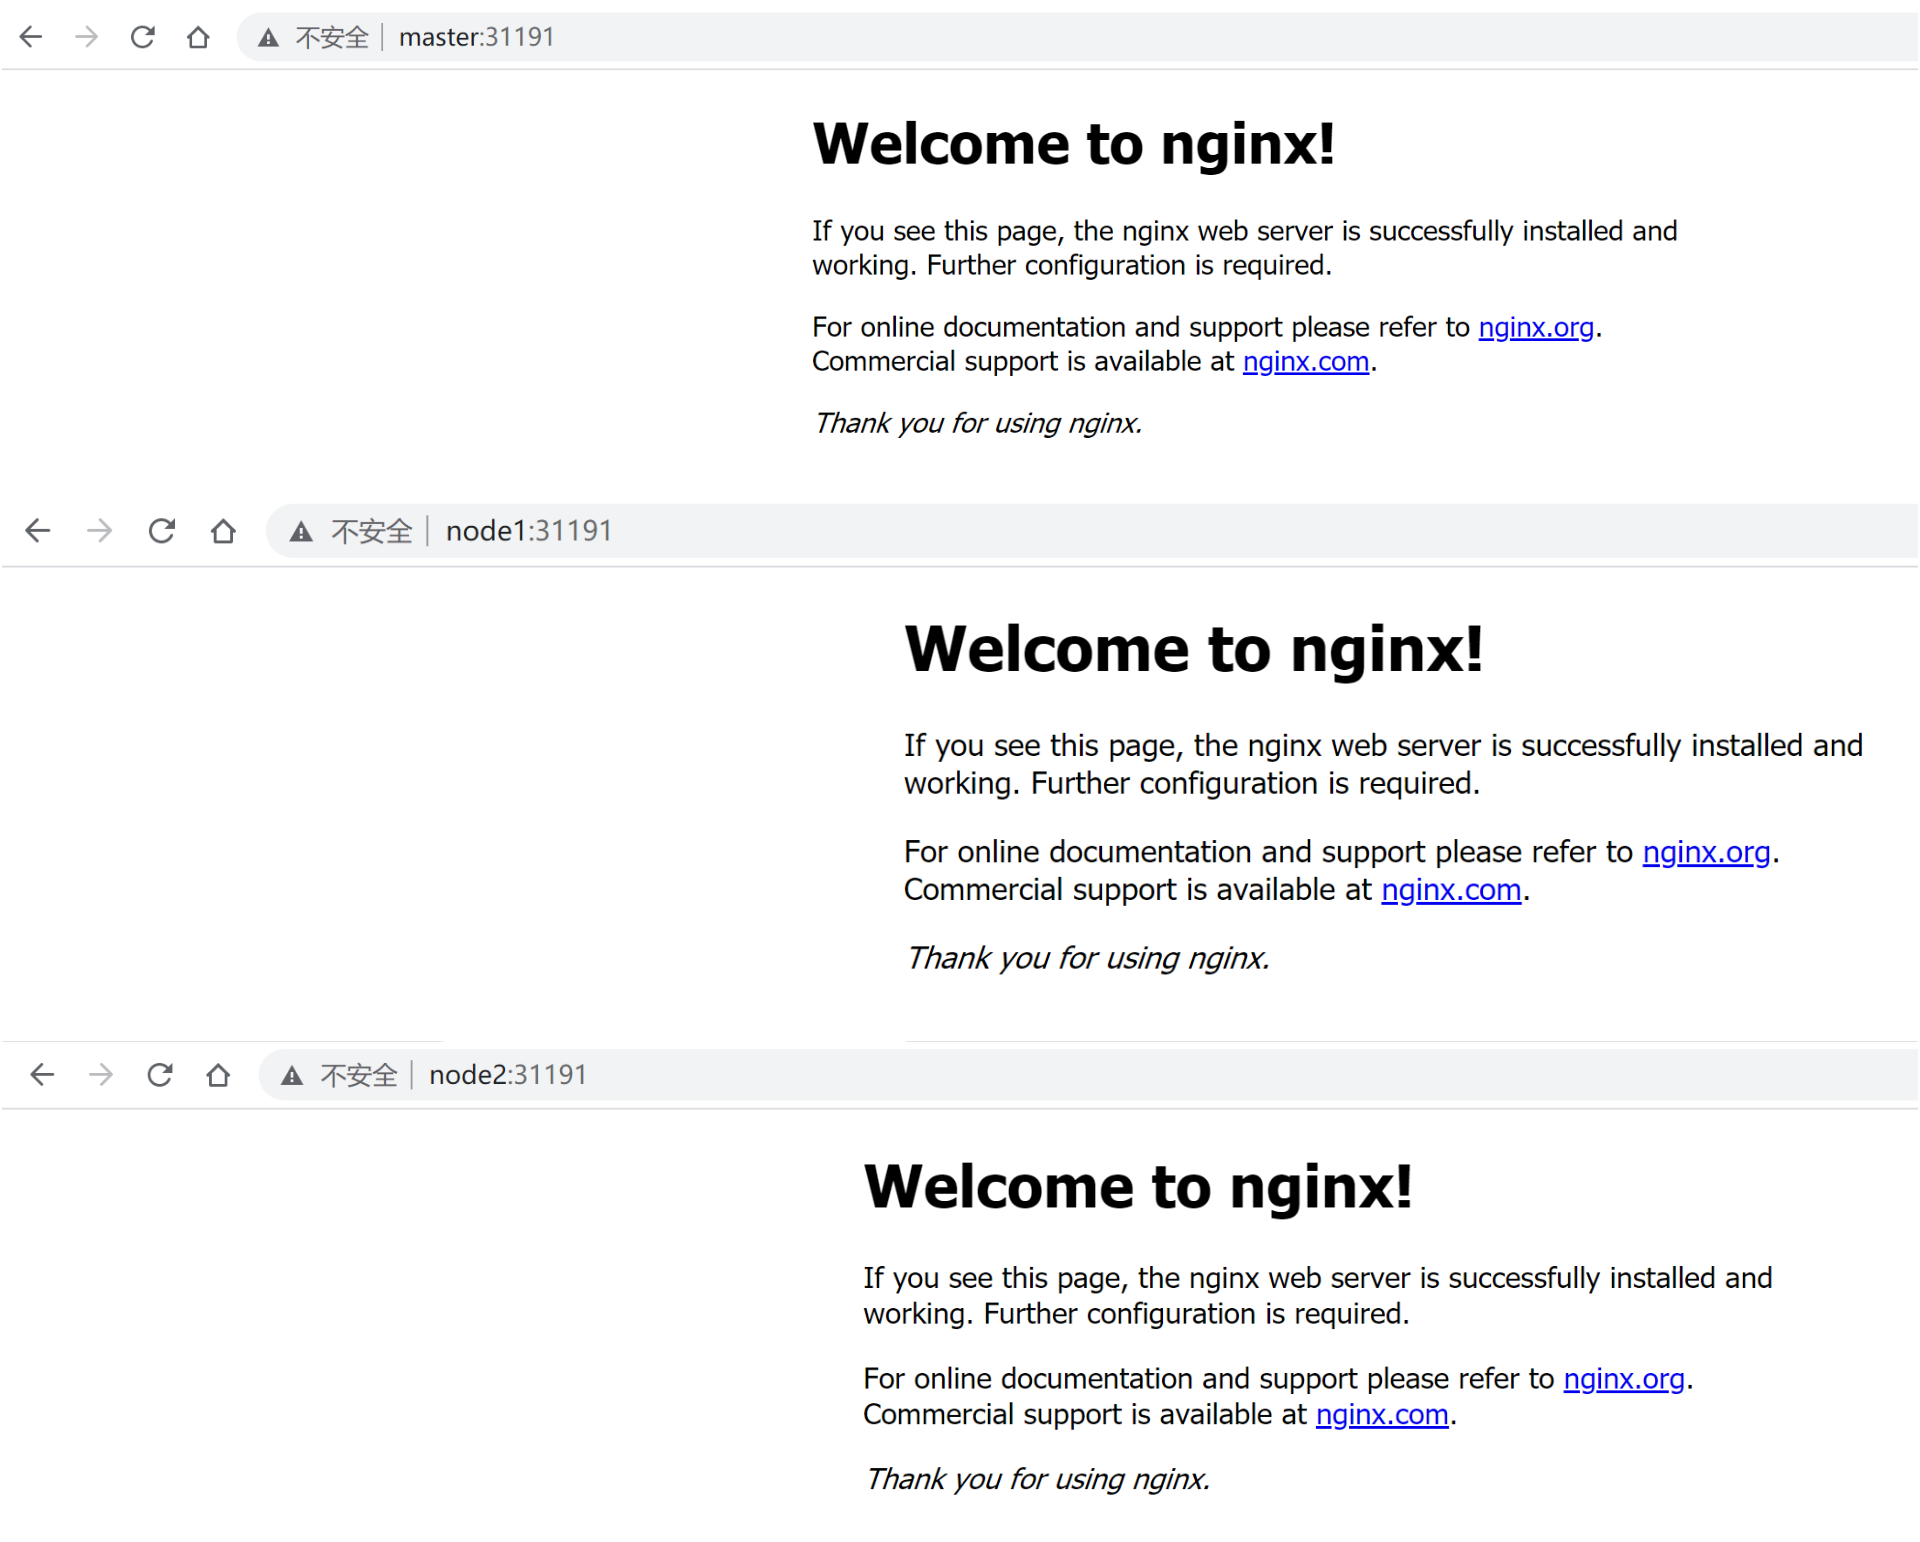 不安全 master:31191
Welcome to nginx!
If you see this page, the nginx web server is successfully installed and
working. Further configuration is required.
For online documentation and support please refer to nginx.org.
Commercial support is available at nginx.com.
Thank you for using nginx.
不安全 node1:31191
Welcome to nginx!
If you see this page, the nginx web server is successfully installed and
working. Further configuration is required.
For online documentation and support please refer to nginx.org.
Commercial support is available at nginx.com.
Thank you for using nginx.
不安全 node2:31191
Welcome to nginx!
If you see this page, the nginx web server is successfully installed and
working. Further configuration is required.
For online documentation and support please refer to nginx.org.
Commercial support is available at nginx.com.
Thank you for using nginx.